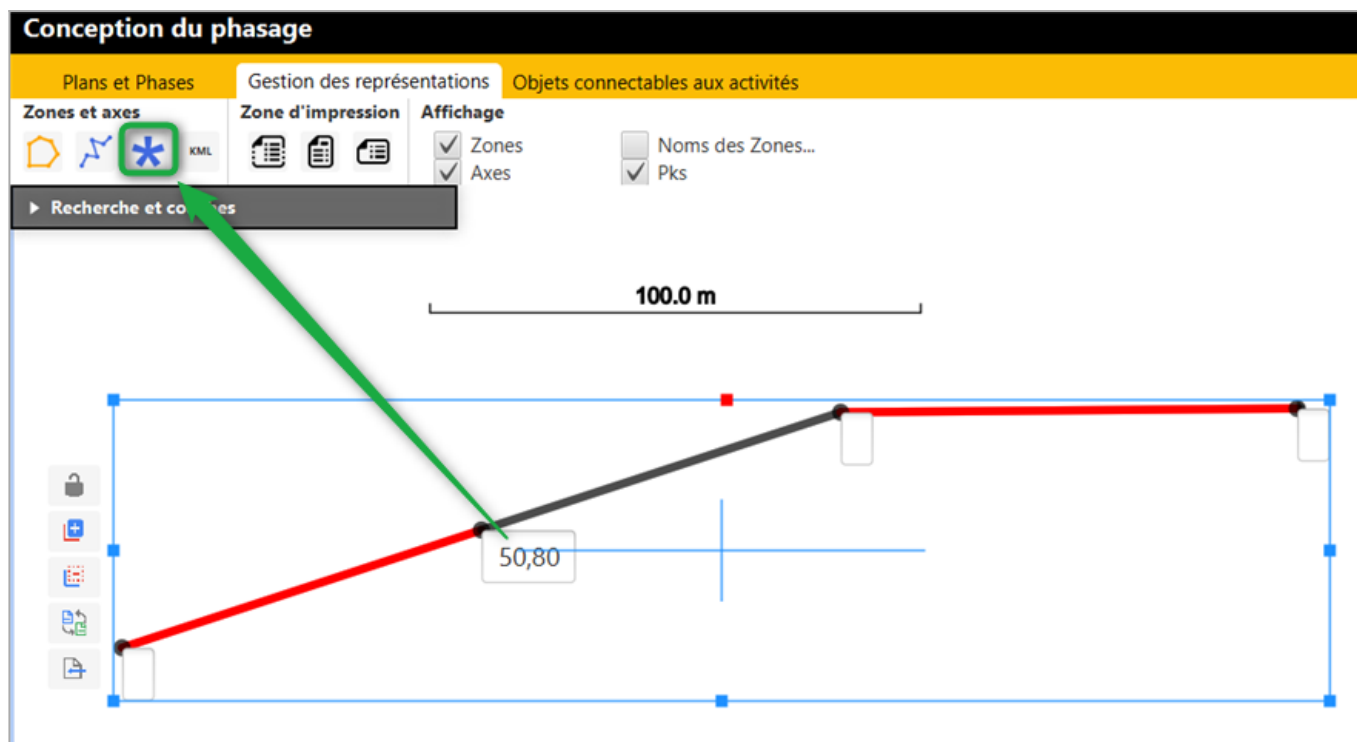 Conception du phasage
Plans et Phases Gestion des représentations Objets connectables aux activités
Zones et axes Zone d'impression Affichage
KML Zones Noms des Zones...
Axes Pks
Recherche et co es
100.0 m
50,80